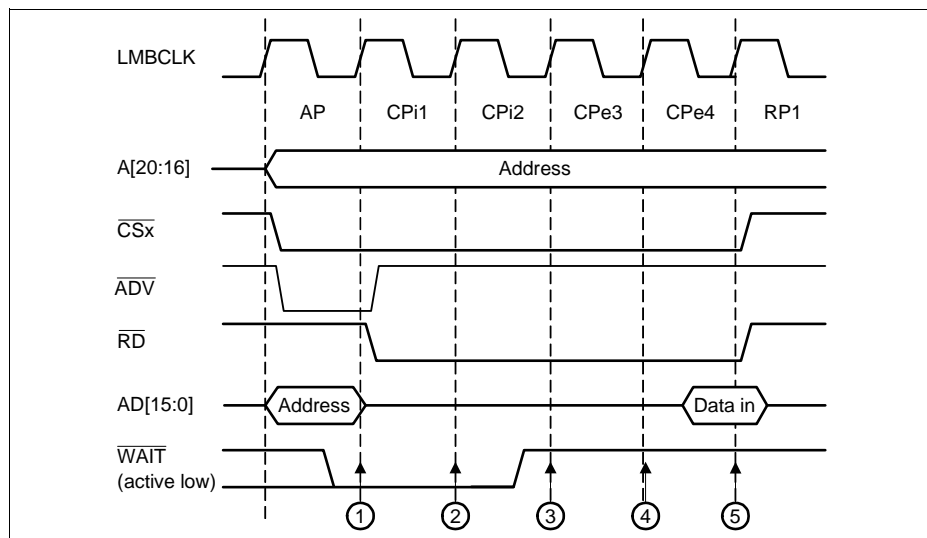 LMBCLK
AP CPi1 CPi2 CPe3 CPe4 RP1
A[20:16] Address
CSx
ADV
RD
AD[15:0] Address Data in
WAIT
(active low)
1 2 3 4 5